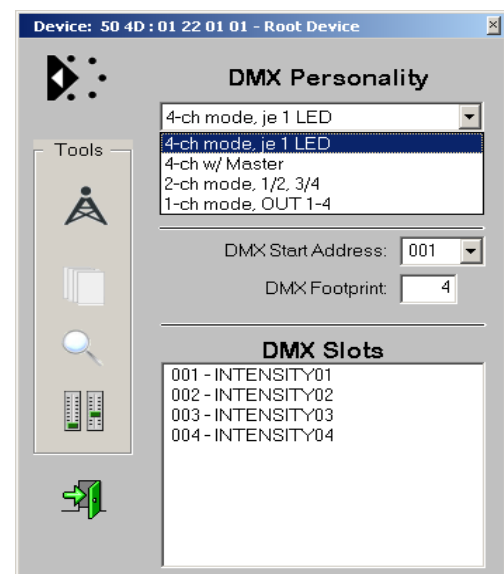 Device: 50 4D : 01 22 01 01 - Root Device
DMX Personality
4-ch mode, je 1 LED
Tools
4-ch mode, je 1 LED
4-ch w/ Master
2-ch mode, 1/2, 3/4
1-ch mode, OUT 1-4
DMX Start Address: 001
DMX Footprint: 4
DMX Slots
001 - INTENSITY01
002 - INTENSITY02
003 - INTENSITY03
004 - INTENSITY04